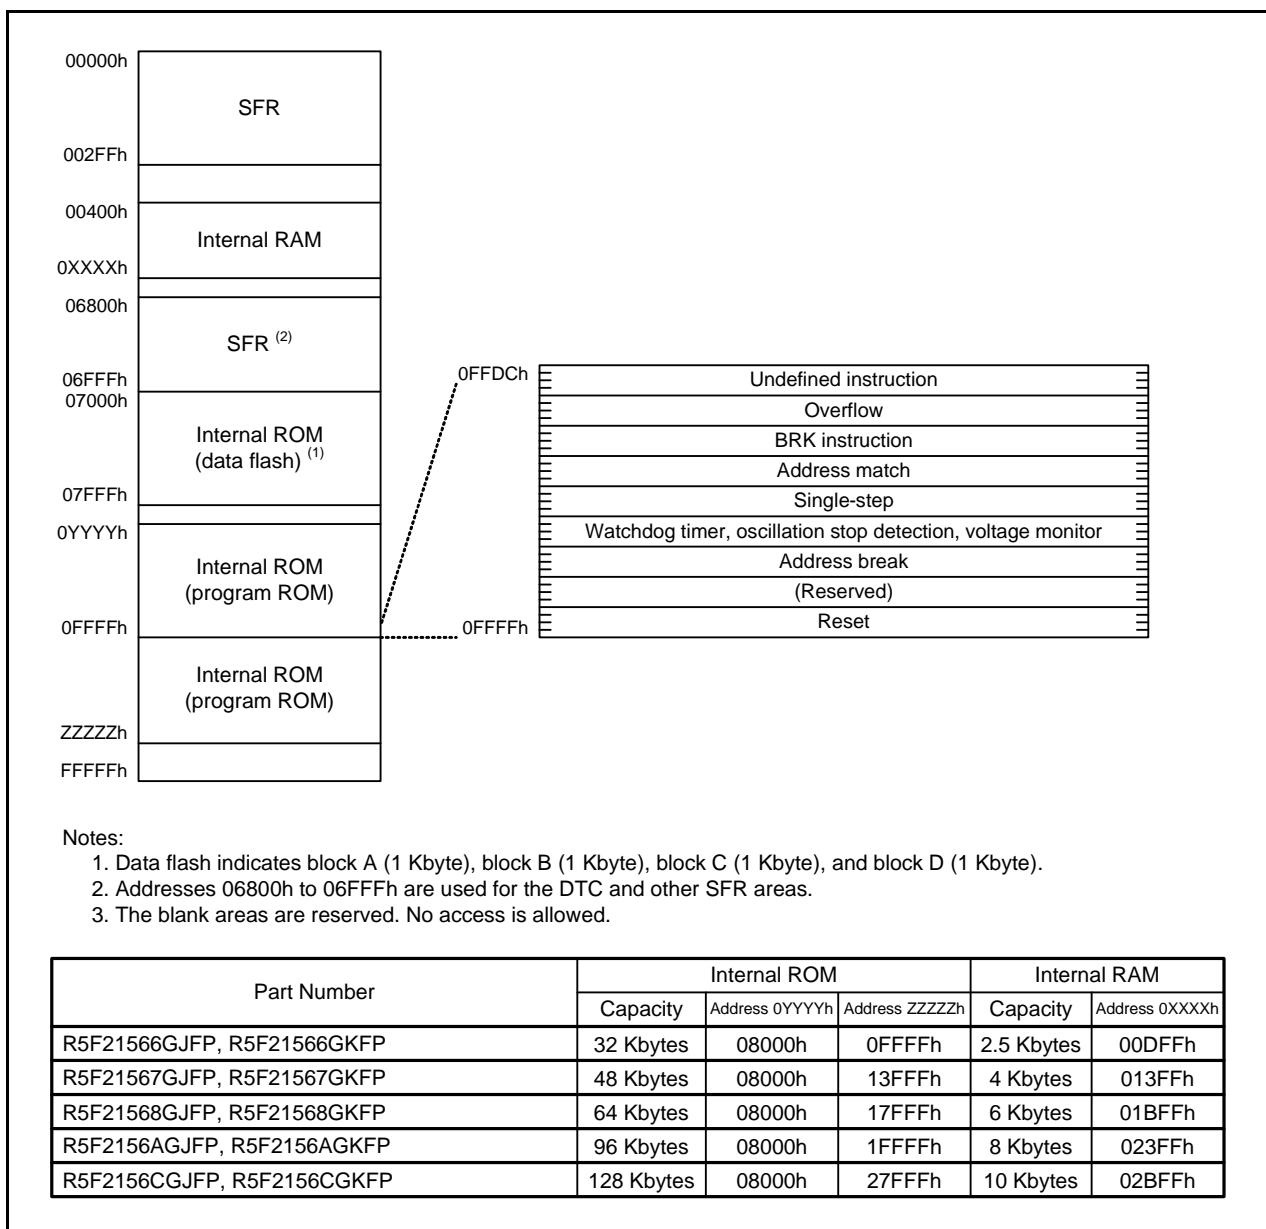 00000h
SFR
002FFh
00400h
Internal RAM
0XXXXh
06800h
SFR (2)
06FFFh
07000h
Internal ROM
(data flash) (1)
07FFFh
0YYYYh
Internal ROM
(program ROM)
0FFFFh
Internal ROM
(program ROM)
ZZZZZh
FFFFFh
0FFDCh
Undefined instruction
Overflow
BRK instruction
Address match
Single-step
Watchdog timer, oscillation stop detection, voltage monitor
Address break
(Reserved)
0FFFFh
Reset
Notes:
1. Data flash indicates block A (1 Kbyte), block B (1 Kbyte), block C (1 Kbyte), and block D (1 Kbyte).
2. Addresses 06800h to 06FFFh are used for the DTC and other SFR areas.
3. The blank areas are reserved. No access is allowed.
Part Number Internal ROM Internal RAM
Capacity Address 0YYYYh Address ZZZZZh Capacity Address 0XXXXh
R5F21566GJFP, R5F21566GKFP 32 Kbytes 08000h 0FFFFh 2.5 Kbytes 00DFFh
R5F21567GJFP, R5F21567GKFP 48 Kbytes 08000h 13FFFh 4 Kbytes 013FFh
R5F21568GJFP, R5F21568GKFP 64 Kbytes 08000h 17FFFh 6 Kbytes 01BFFh
R5F2156AGJFP, R5F2156AGKFP 96 Kbytes 08000h 1FFFFh 8 Kbytes 023FFh
R5F2156CGJFP, R5F2156CGKFP 128 Kbytes 08000h 27FFFh 10 Kbytes 02BFFh